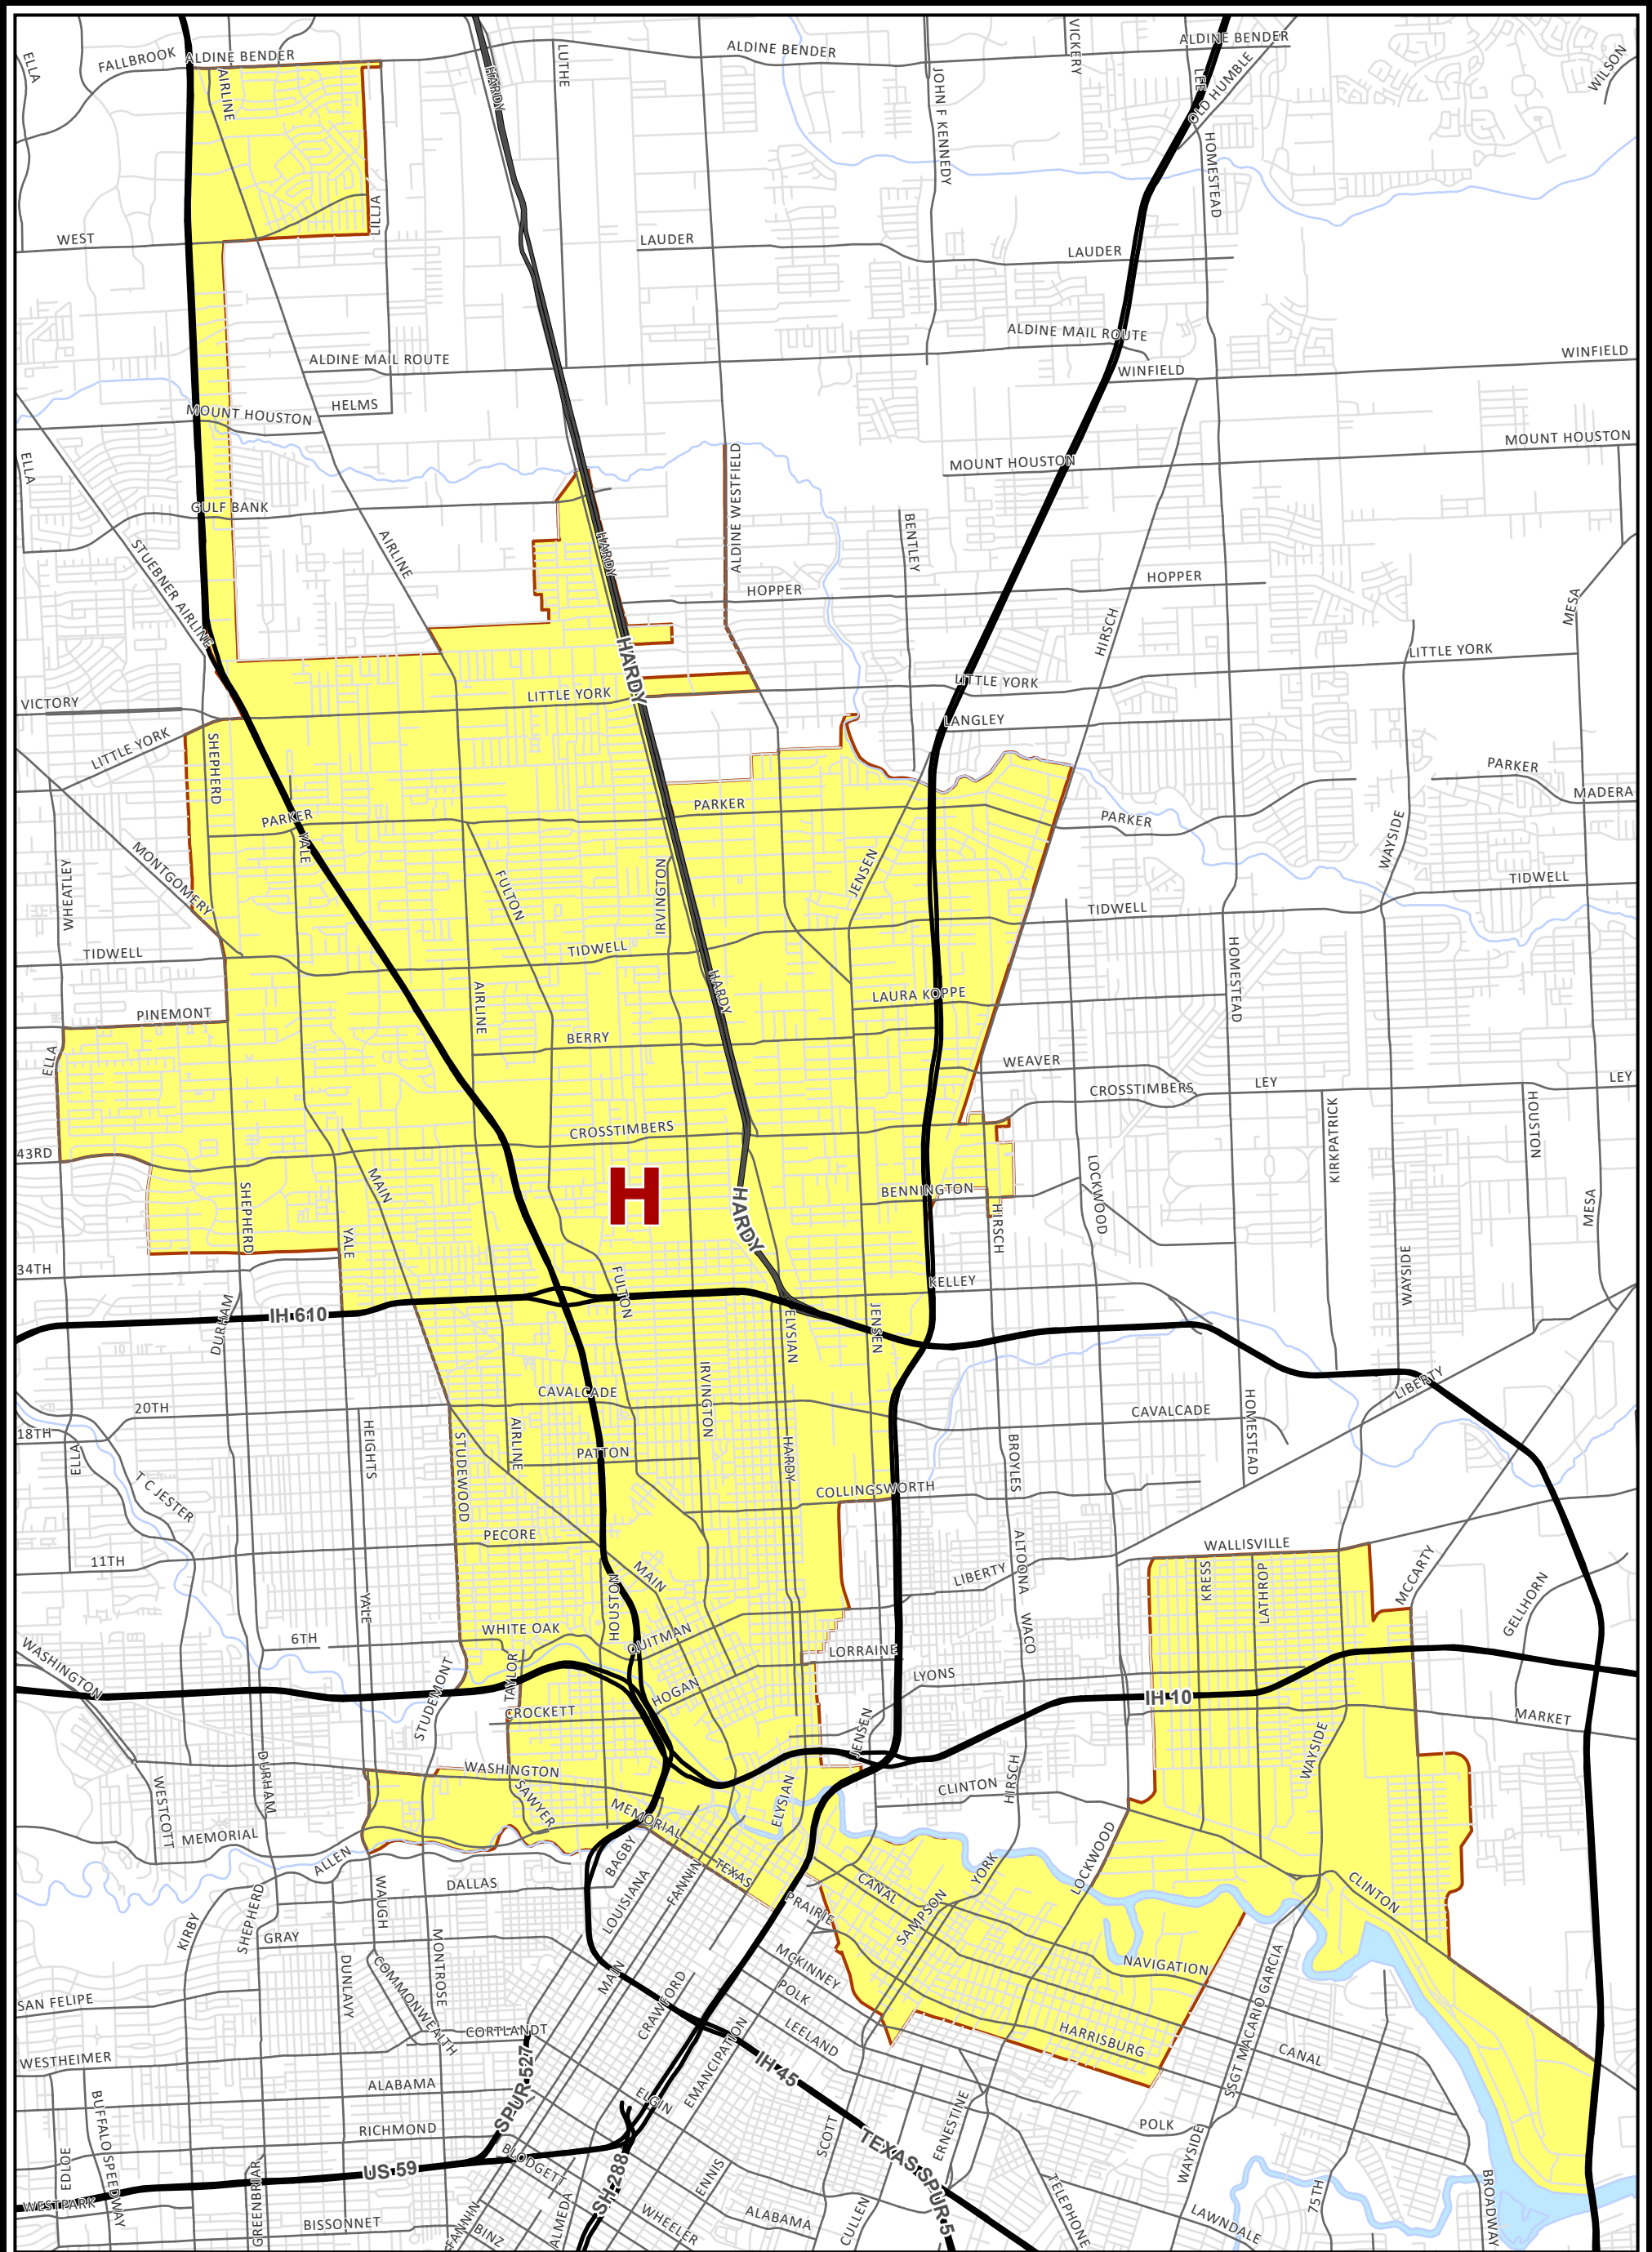 ELLA
FALLBROOK
ALDINE BENDER
AIRLINE
HARDY
LUTHE
ALDINE BENDER
JOHN F KENNEDY
VICKERY
ALDINE BENDER
LEE
OLD HUMBLE
WILSON
HOMESTEAD
LILLJA
WEST
LAUDER
LAUDER
ALDINE MAIL ROUTE
ALDINE MAIL ROUTE
WINFIELD
WINFIELD
HELMS
MOUNT HOUSTON
MOUNT HOUSTON
MOUNT HOUSTON
ELLA
GULF BANK
STUEBNER AIRLINE
AIRLINE
HARDY
ALDINE WESTFIELD
BENTLEY
HOPPER
HOPPER
HIRSCH
MESA
HARDY
LITTLE YORK
LITTLE YORK
LITTLE YORK
VICTORY
LITTLE YORK
SHEPHERD
LANGLEY
PARKER
MADERA
PARKER
YALE
PARKER
PARKER
WHEATLEY
MONTGOMERY
FULTON
IRVINGTON
JENSEN
WAYSIDE
TIDWELL
TIDWELL
TIDWELL
TIDWELL
HARDY
AIRLINE
LAURA KOPPE
HOMESTEAD
PINEMONT
BERRY
ELLA
WEAVER
CROSSTIMBERS
LEY
LEY
KIRKPATRICK
HOUSTON
CROSSTIMBERS
43RD
MAIN
SHEPHERD
YALE
H
HARDY
BENNINGTON
HIRSCH
LOCKWOOD
MESA
WAYSIDE
34TH
FULTON
KELLEY
IH 610
DURHAM
ELYSIAN
JENSEN
LIBERTY
CAVALCADE
CAVALCADE
20TH
18TH
ELLA
HEIGHTS
STUDEWOOD
AIRLINE
PATTON
IRVINGTON
HARDY
BROYLES
HOMESTEAD
T C JESTER
COLLINGSWORTH
PECORE
11TH
MAIN
HOUSTON
LIBERTY
ALTOONA
WALLISVILLE
KRESS
LATHROP
MCCARTY
GELLHORN
YALE
WHITE OAK
QUITMAN
6TH
WACO
LORRAINE
LYONS
WASHINGTON
STUDEMONT
TAYLOR
HOGAN
CROCKETT
IH 10
MARKET
JENSEN
WAYSIDE
WASHINGTON
SAWYER
WESTCOTT
DURHAM
MEMORIAL
MEMORIAL
ELYSIAN
CLINTON
HIRSCH
ALLEN
BAGBY
TEXAS
LOCKWOOD
DALLAS
LOUISIANA
FANNIN
PRAIRIE
CANAL
SAMPSON
YORK
CLINTON
KIRBY
SHEPHERD
WAUGH
GRAY
MONTROSE
MCKINNEY
NAVIGATION
DUNLAVY
COMMONWEALTH
MAIN
CRAWFORD
POLK
LEELAND
SAN FELIPE
CORTLANDT
EMANCIPATION
HARRISBURG
CANAL
SSGT MACARIO GARCIA
WESTHEIMER
SPUR 527
IH 45
ALABAMA
ELGIN
BUFFALO SPEEDWAY
RICHMOND
POLK
SCOTT
ERNESTINE
EDLOE
GREENBRIAR
US 59
BLODGETT
SH 288
TEXAS SPUR 5
ENNIS
WAYSIDE
WESTPARK
BISSONNET
FANNIN
BINZ
ALMEDA
WHEELER
ALABAMA
CULLEN
TELEPHONE
LAWNDALE
75TH
BROADWAY